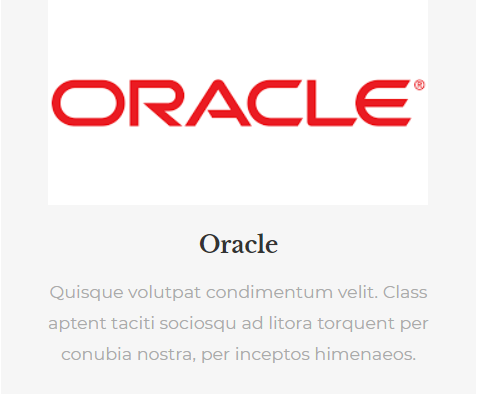 ORACLE®
Oracle
Quisque volutpat condimentum velit. Class
aptent taciti sociosqu ad litora torquent per
conubia nostra, per inceptos himenaeos.